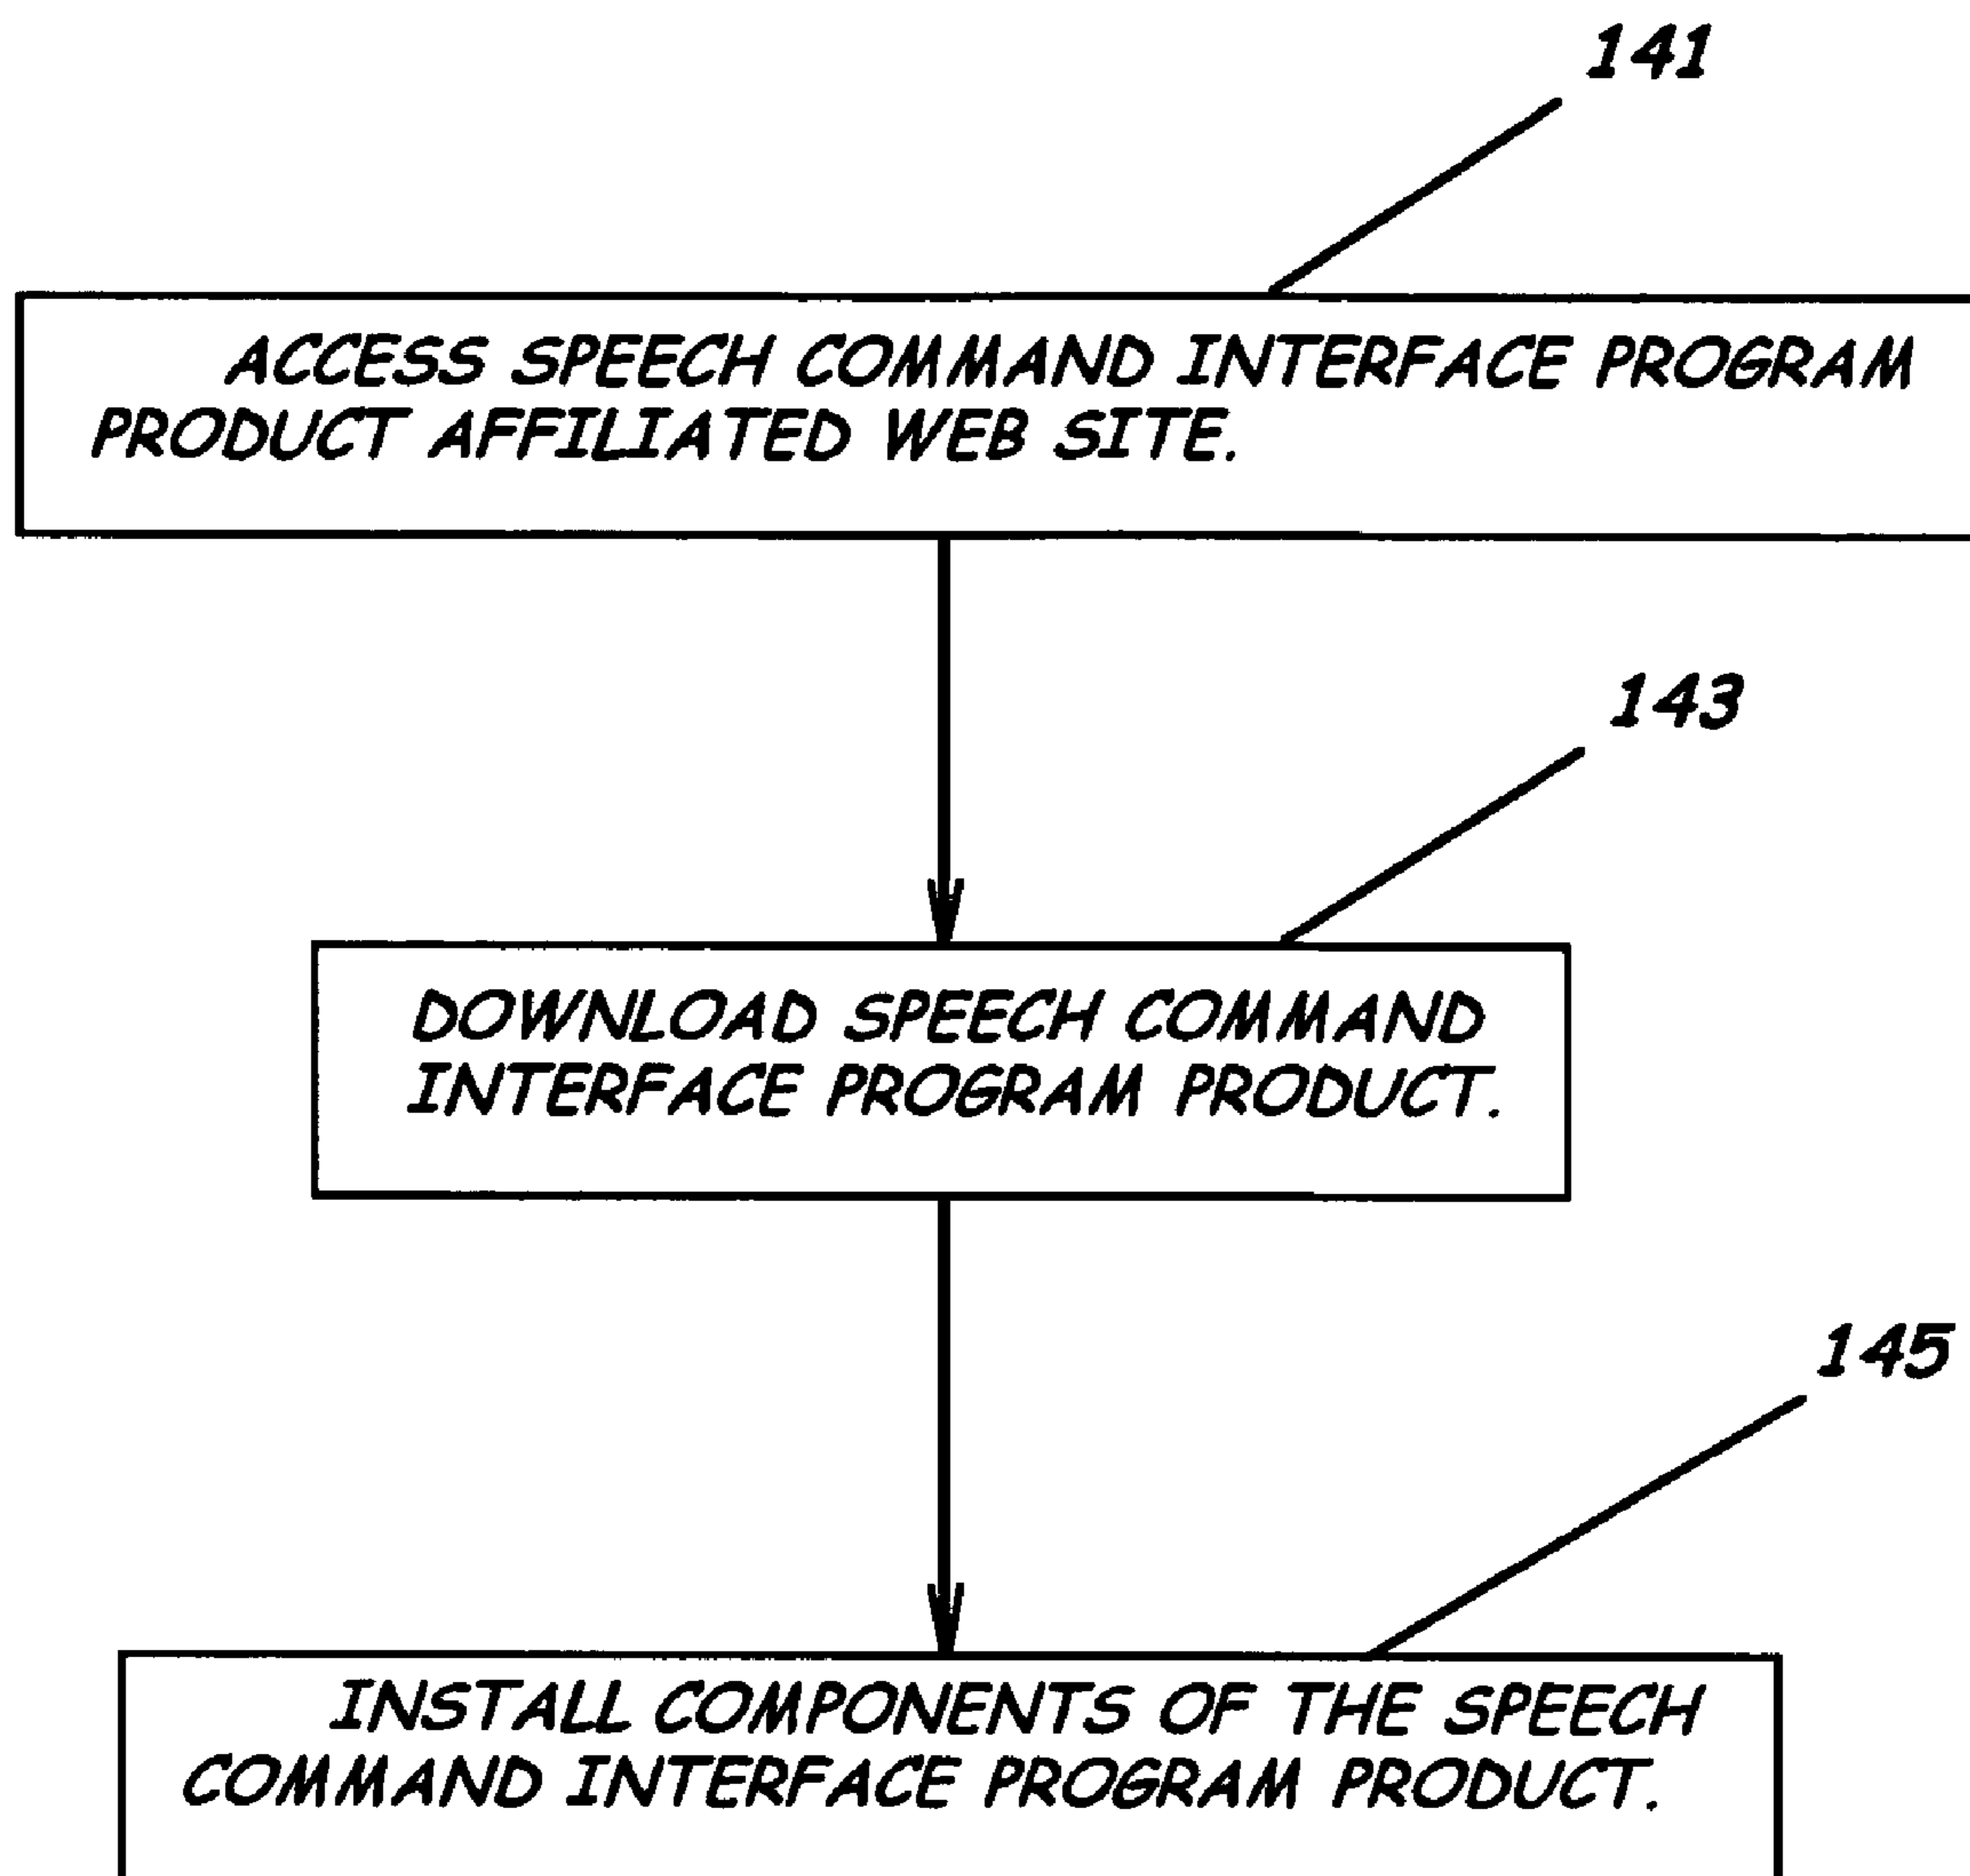 141
ACCESS SPEECH COMMAND INTERFACE PROGRAM
PRODUCT AFFILIATED WEB SITE.
143
DOWNLOAD SPEECH COMMAND
INTERFACE PROGRAM PRODUCT.
145
INSTALL COMPONENTS OF THE SPEECH
COMMAND INTERFACE PROGRAM PRODUCT.